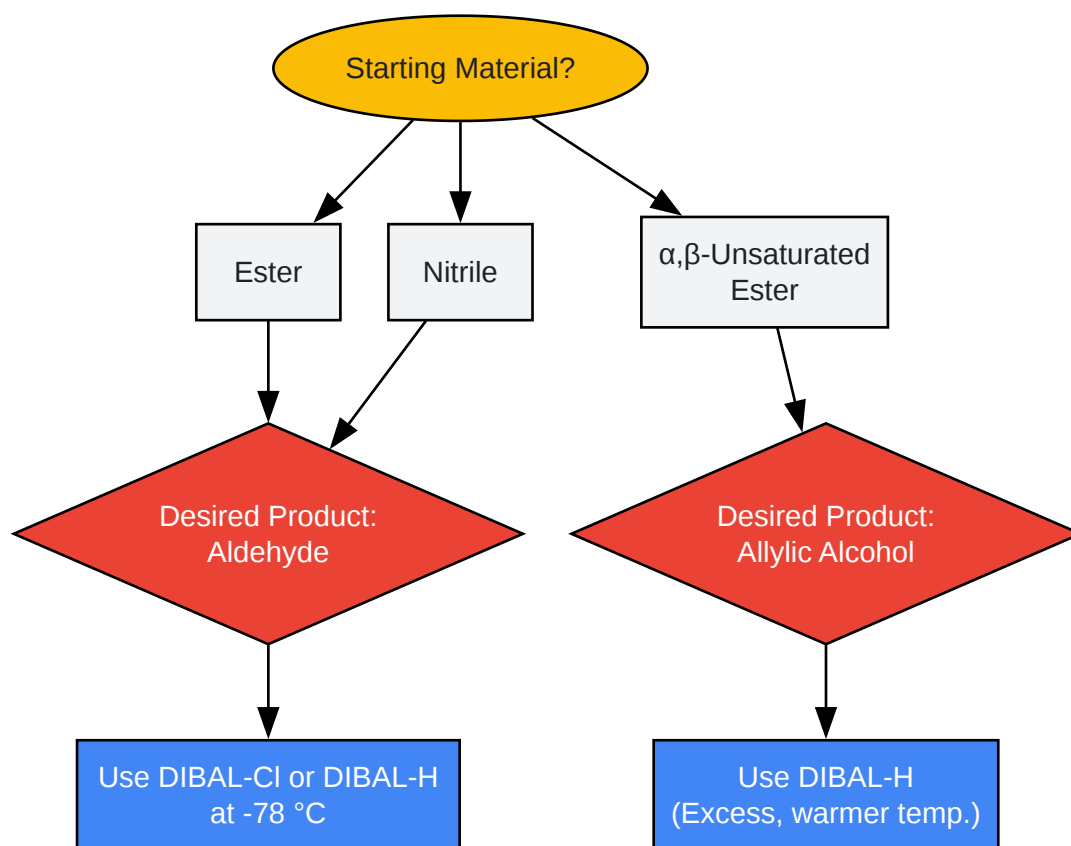 Starting Material?
Ester
Nitrile
α,β-Unsaturated
Ester
Desired Product:
Aldehyde
Desired Product:
Allylic Alcohol
Use DIBAL-Cl or DIBAL-H
at -78 °C
Use DIBAL-H
(Excess, warmer temp.)